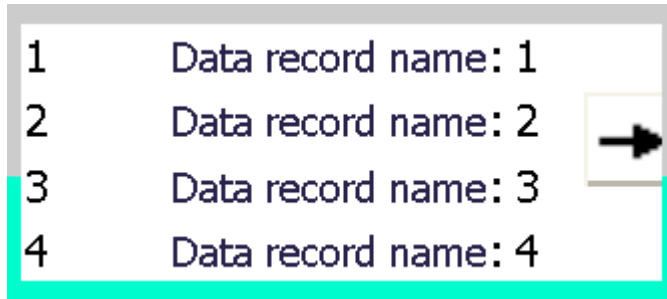 1 Data record name: 1
2 Data record name: 2
3 Data record name: 3
4 Data record name: 4